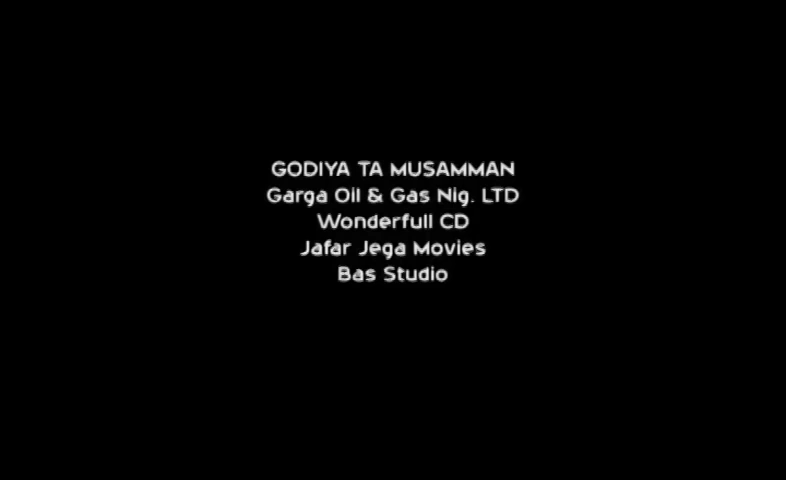 GODIYA TA MUSAMMAN
Garga Oil & Gas Nig. LTD
Wonderfull CD
Jafar Jega Movies
Bas Studio